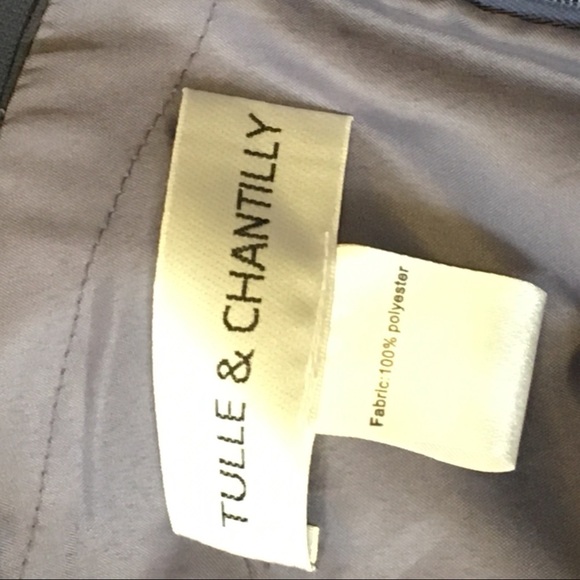 TULLE & CHANTILLY
Fabric:100% polyester